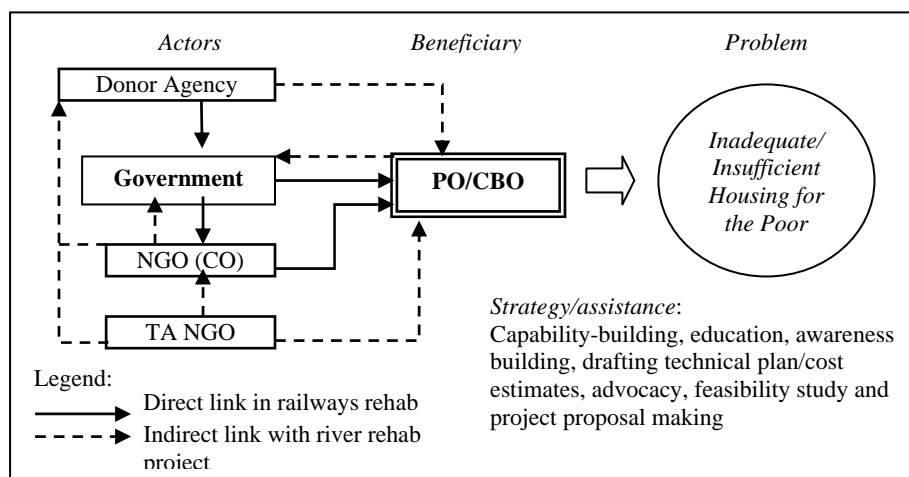 Actors Beneficiary Problem
Donor Agency
Government
NGO (CO)
TA NGO
PO/CBO
Inadequate/
Insufficient
Housing for
the Poor
Strategy/assistance:
Capability-building, education, awareness
building, drafting technical plan/cost
estimates, advocacy, feasibility study and
project proposal making
Legend:
Direct link in railways rehab
Indirect link with river rehab
project